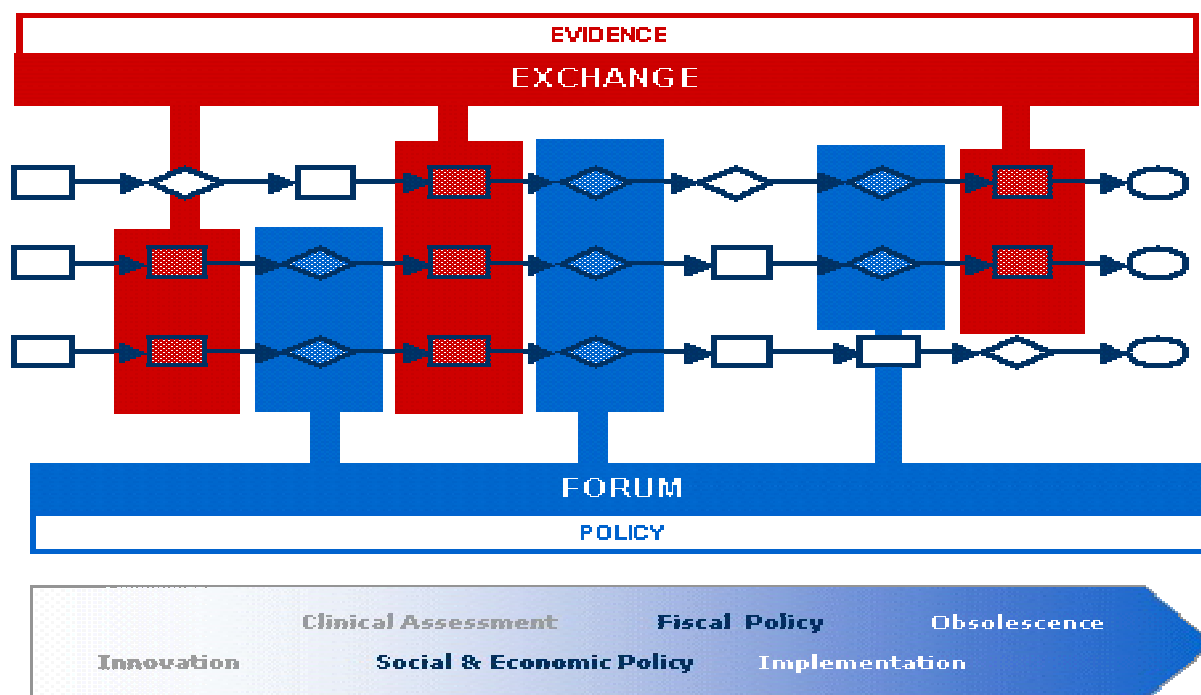 EVIDENCE
EXCHANGE
FORUM
POLICY
Clinical Assessment
Fiscal Policy
Obsolescence
Innovation
Social & Economic Policy
Implementation